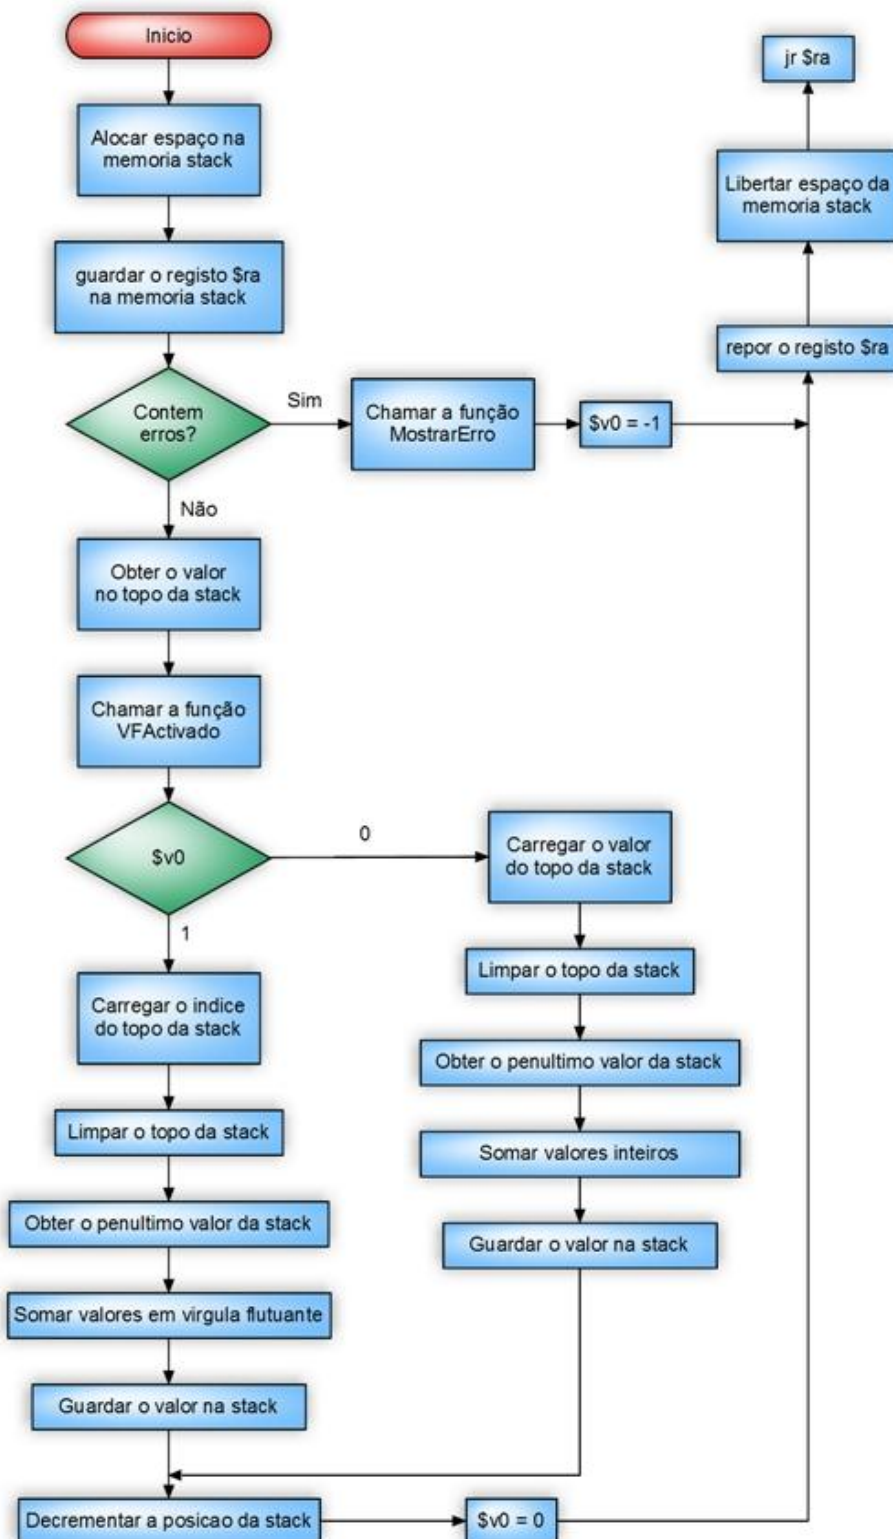 Inicio
Alocar espaço na
memoria stack
guardar o registo $ra
na memoria stack
Contem
erros?
Sim
Chamar a função
MostrarErro
$v0 = -1
Não
Obter o valor
no topo da stack
Chamar a função
VFActivado
$v0
0
1
Carregar o indice
do topo da stack
Limpar o topo da stack
Obter o penultimo valor da stack
Somar valores em virgula flutuante
Guardar o valor na stack
Carregar o valor
do topo da stack
Limpar o topo da stack
Obter o penultimo valor da stack
Somar valores inteiros
Guardar o valor na stack
Decrementar a posicao da stack
$v0 = 0
repor o registo $ra
Libertar espaço da
memoria stack
jr $ra